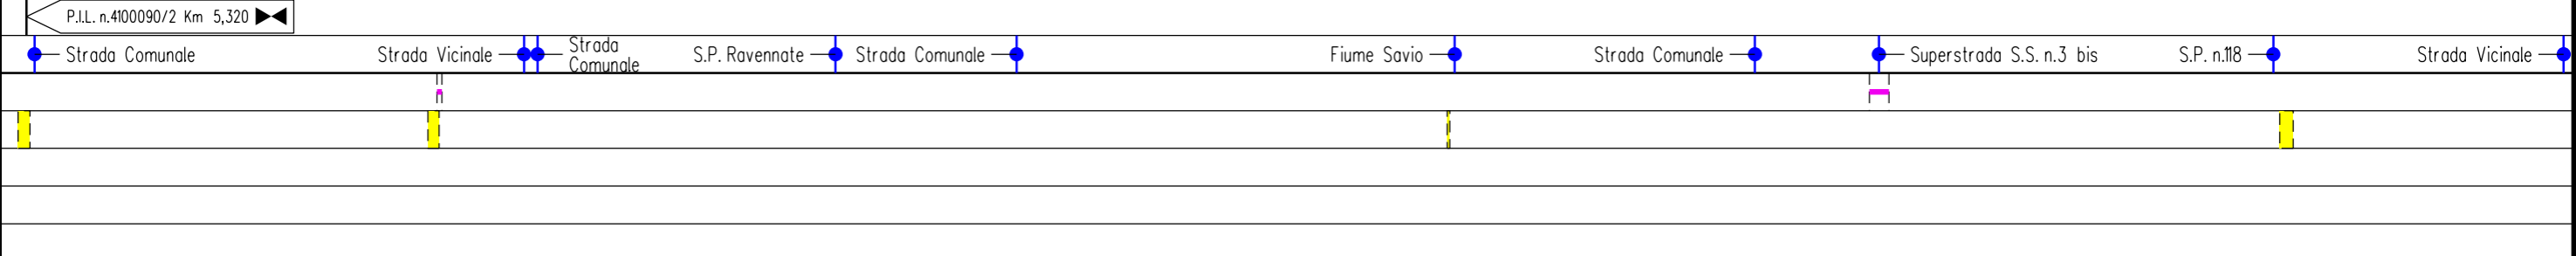 P.I.L. n.4100090/2 Km 5,320
Strada Comunale
Strada Vicinale
Strada
Comunale
S.P. Ravennate
Strada Comunale
Fiume Savio
Strada Comunale
Superstrada S.S. n.3 bis
S.P. n.118
Strada Vicinale